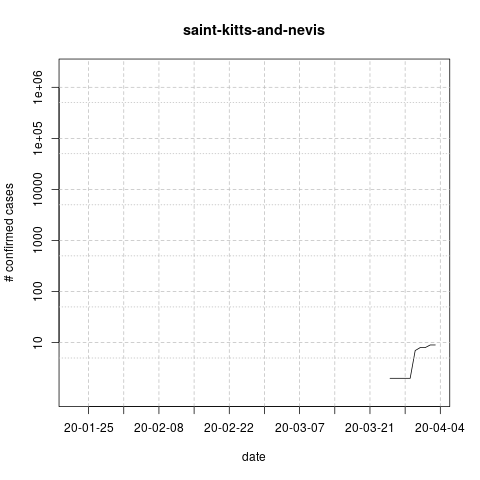 saint-kitts-and-nevis
1e+06
1e+05
10000
1000
100
10
# confirmed cases
20-01-25 20-02-08 20-02-22 20-03-07 20-03-21 20-04-04
date